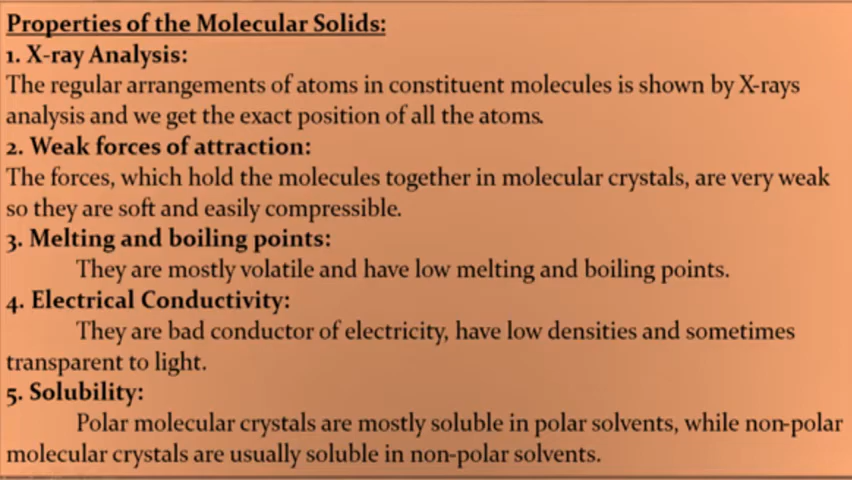 Properties of the Molecular Solids:
1. X-ray Analysis:
The regular arrangements of atoms in constituent molecules is shown by X-rays
analysis and we get the exact position of all the atoms.
2. Weak forces of attraction:
The forces, which hold the molecules together in molecular crystals, are very weak
so they are soft and easily compressible.
3. Melting and boiling points:
They are mostly volatile and have low melting and boiling points.
4. Electrical Conductivity:
They are bad conductor of electricity, have low densities and sometimes
transparent to light.
5. Solubility:
Polar molecular crystals are mostly soluble in polar solvents, while non-polar
molecular crystals are usually soluble in non-polar solvents.